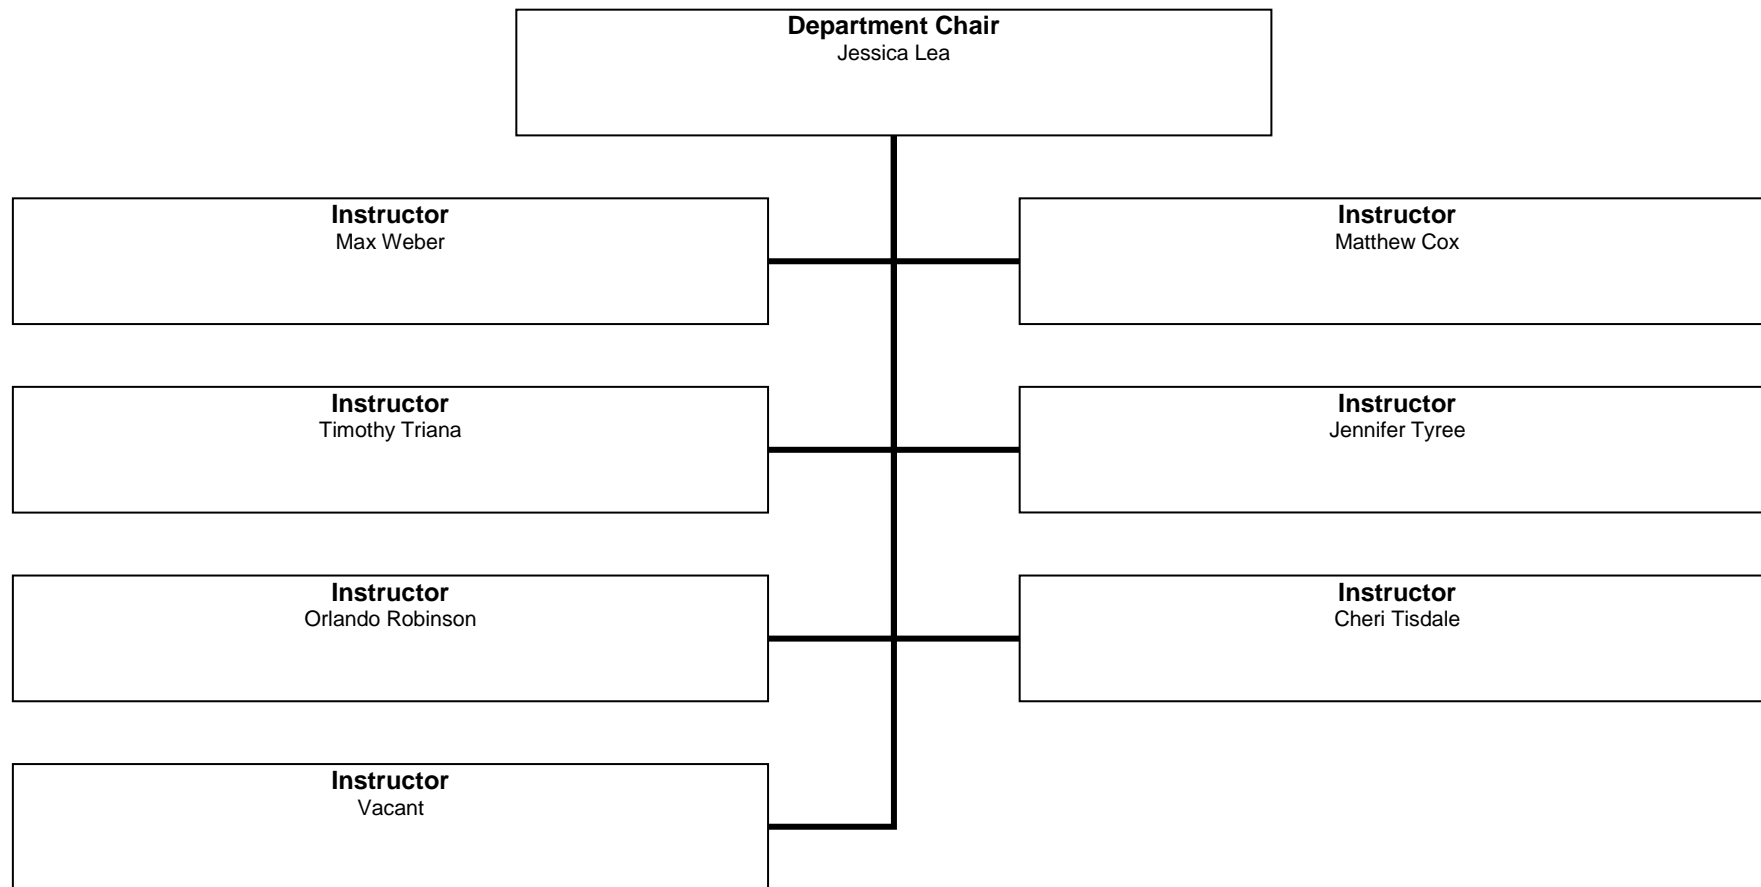 Department Chair
Jessica Lea
Instructor
Max Weber
Instructor
Matthew Cox
Instructor
Timothy Triana
Instructor
Jennifer Tyree
Instructor
Orlando Robinson
Instructor
Cheri Tisdale
Instructor
Vacant